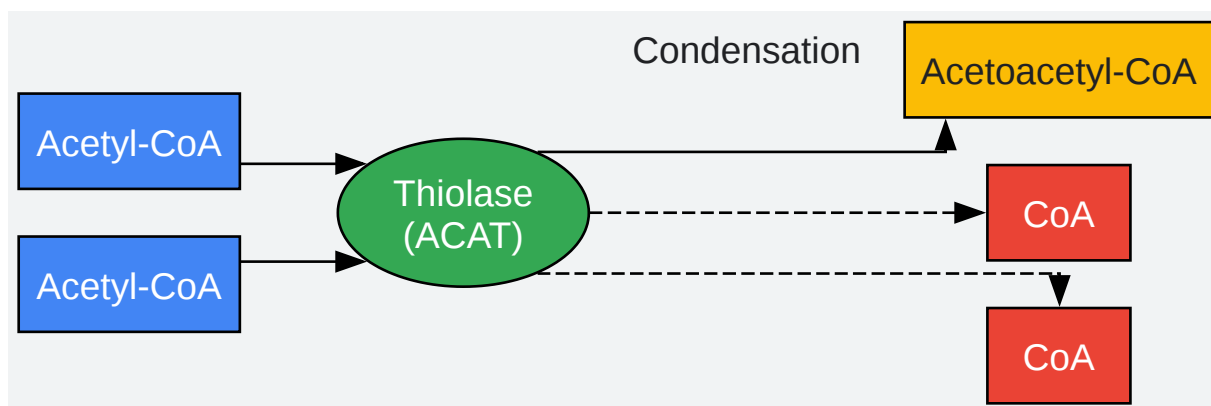 Condensation
Acetoacetyl-CoA
Acetyl-CoA
Thiolase
(ACAT)
CoA
Acetyl-CoA
CoA